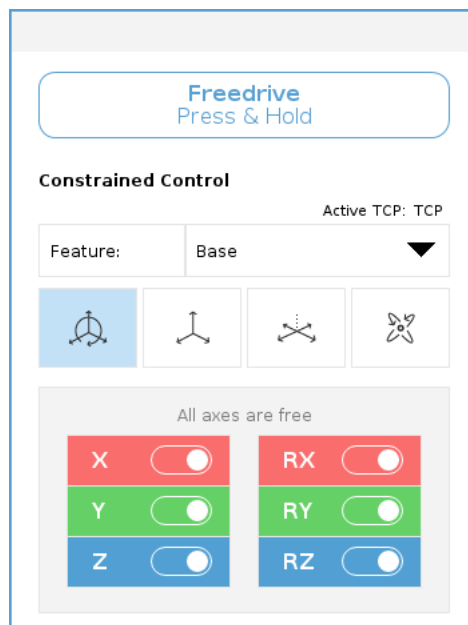 Freedrive
Press & Hold
Constrained Control
Active TCP: TCP
Feature: Base
All axes are free
X RX
Y RY
Z RZ